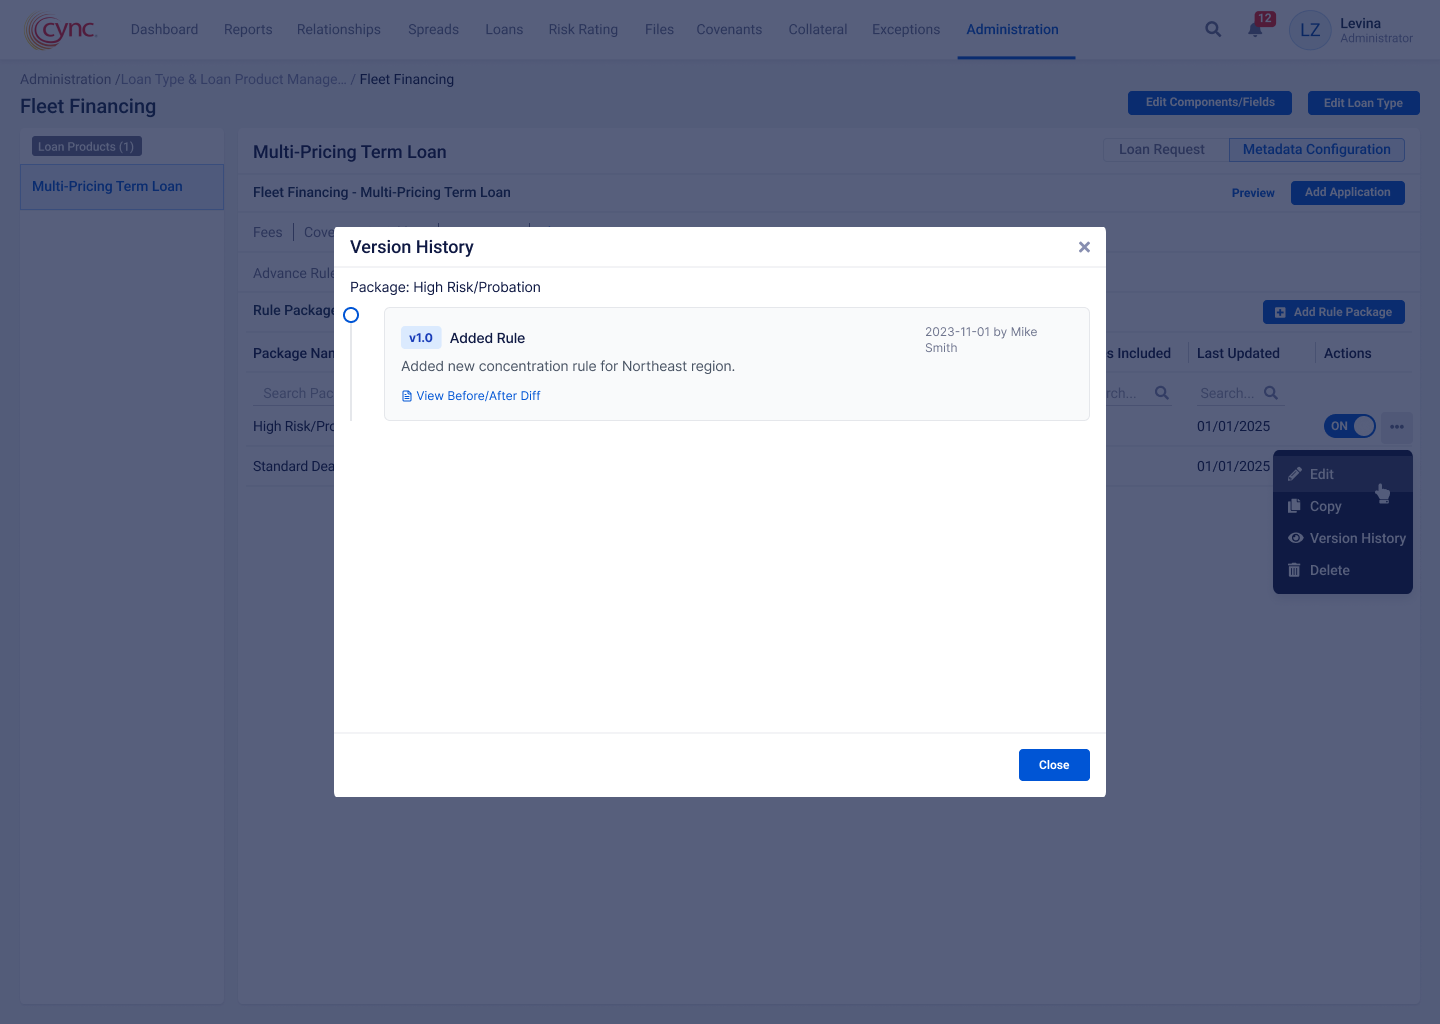 cync
Dashboard
Reports
Relationships
Spreads
Loans
Risk Rating
Files
Covenants
Collateral
Exceptions
Administration
12
LZ
Levina
Administrator
Administration /Loan Type & Loan Product Manage... / Fleet Financing
Fleet Financing
Edit Components/Fields
Edit Loan Type
Loan Products (1)
Multi-Pricing Term Loan
Multi-Pricing Term Loan
Loan Request
Metadata Configuration
Fleet Financing - Multi-Pricing Term Loan
Preview
Add Application
Fees
Cove
Advance Rule
Rule Package
Add Rule Package
Package Nan
s Included
Last Updated
Actions
Search Pac
rch...
Search...
High Risk/Pro
01/01/2025
ON
Standard Dea
01/01/2025
Edit
Copy
Version History
Delete
Version History
Package: High Risk/Probation
v1.0
Added Rule
2023-11-01 by Mike
Smith
Added new concentration rule for Northeast region.
View Before/After Diff
Close